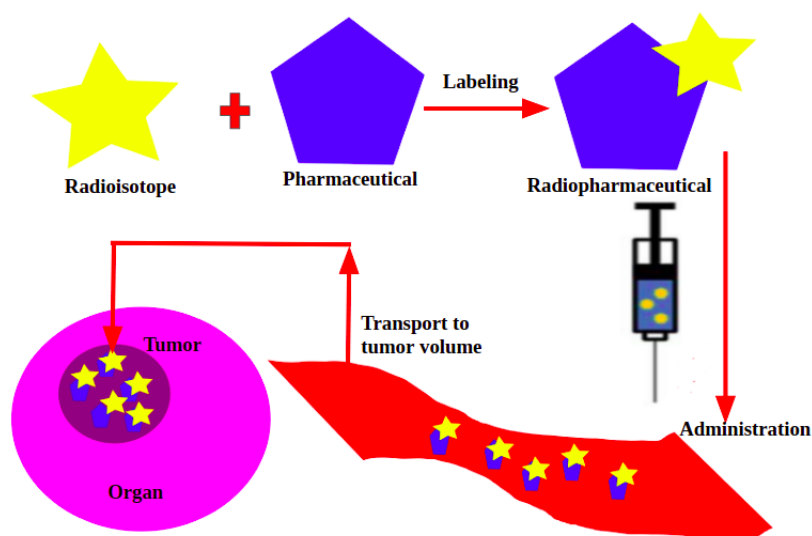 Labeling
Radioisotope
Pharmaceutical
Radiopharmaceutical
Transport to
tumor volume
Tumor
Administration
Organ